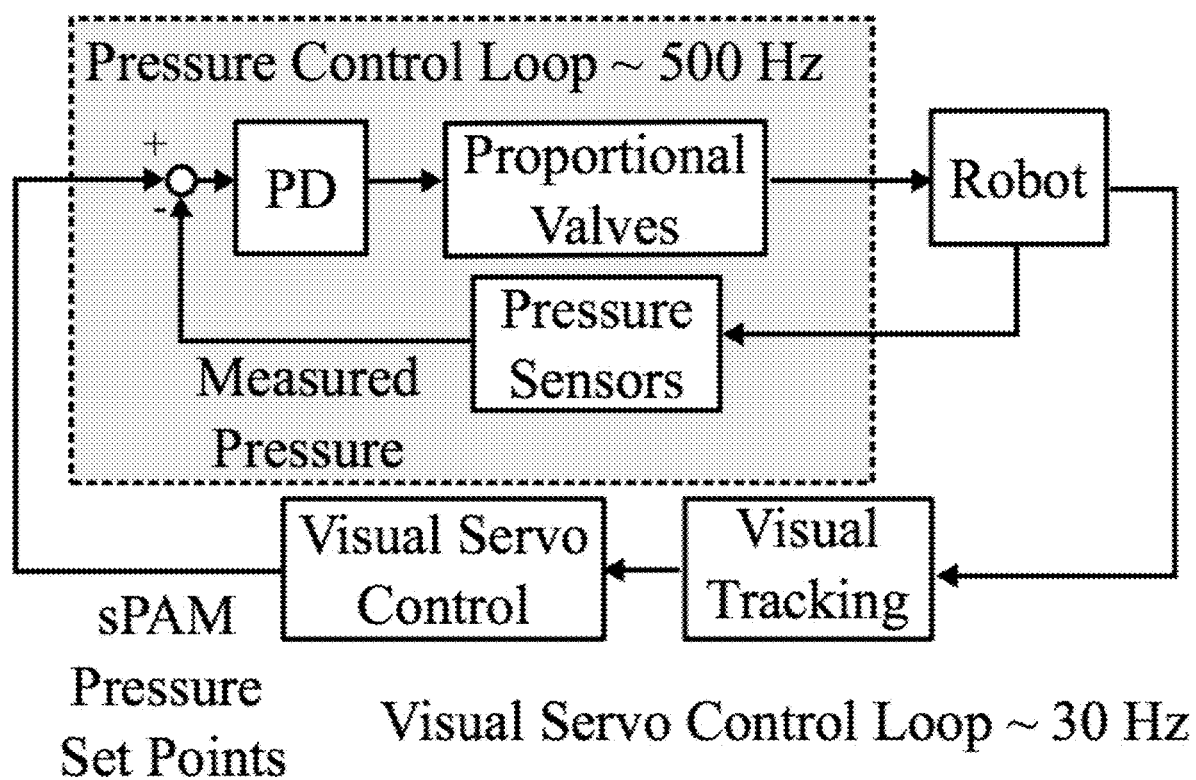 Pressure Control Loop ~ 500 Hz
+
-
PD
Proportional
Valves
Robot
Pressure
Sensors
Measured
Pressure
Visual Servo
Control
Visual
Tracking
sPAM
Pressure
Set Points
Visual Servo Control Loop ~ 30 Hz